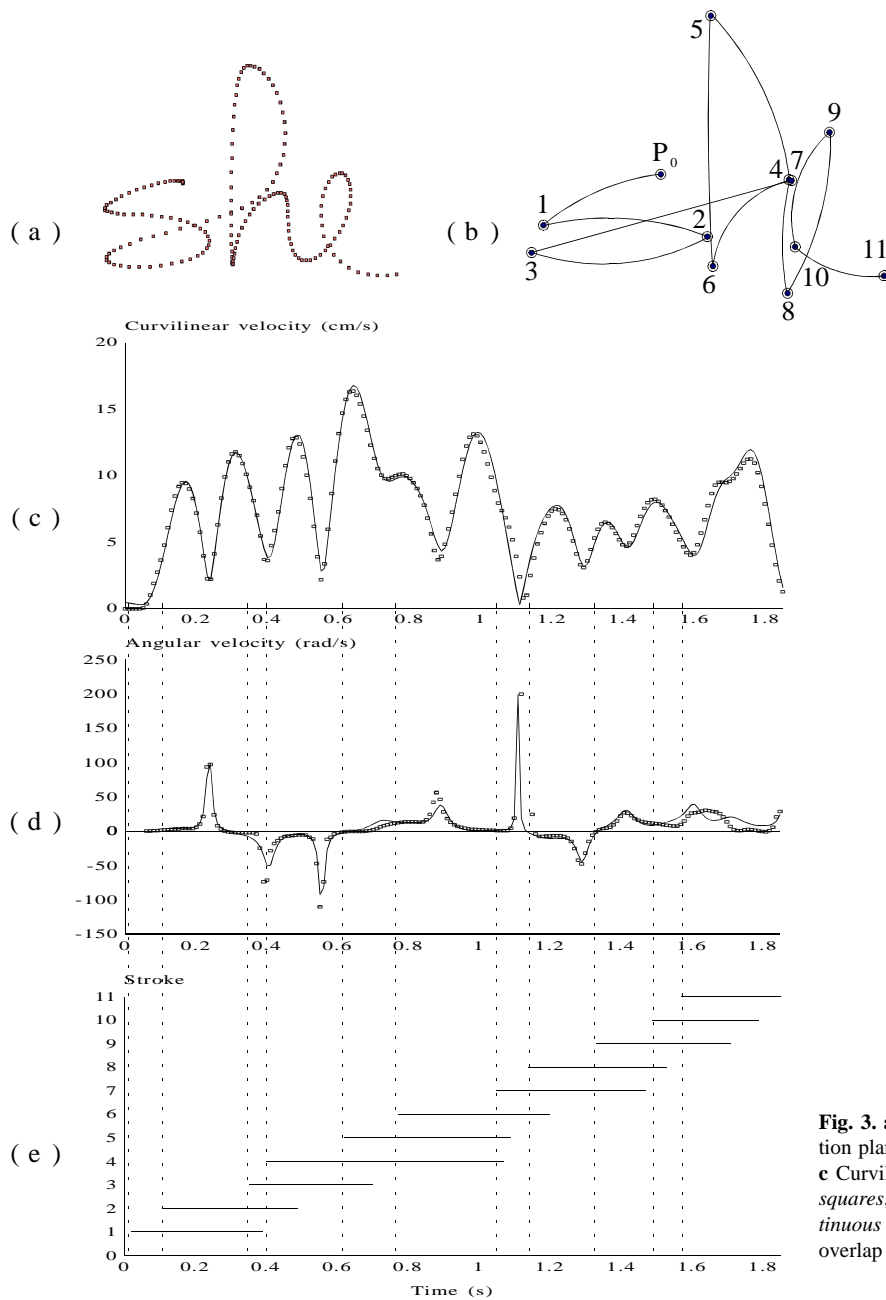 she
( a )
( b )
P0
1
2
3
4
5
6
7
8
9
10
11
Curvilinear velocity (cm/s)
( c )
20
15
10
5
0
0 0.2 0.4 0.6 0.8 1 1.2 1.4 1.6 1.8
Angular velocity (rad/s)
( d )
250
200
150
100
50
0
-50
-100
-150
0 0.2 0.4 0.6 0.8 1 1.2 1.4 1.6 1.8
Stroke
( e )
11
10
9
8
7
6
5
4
3
2
1
0
0 0.2 0.4 0.6 0.8 1 1.2 1.4 1.6 1.8
Time (s)
Fig. 3. a
tion plan
c Curvil
squares,
tinuous
overlap